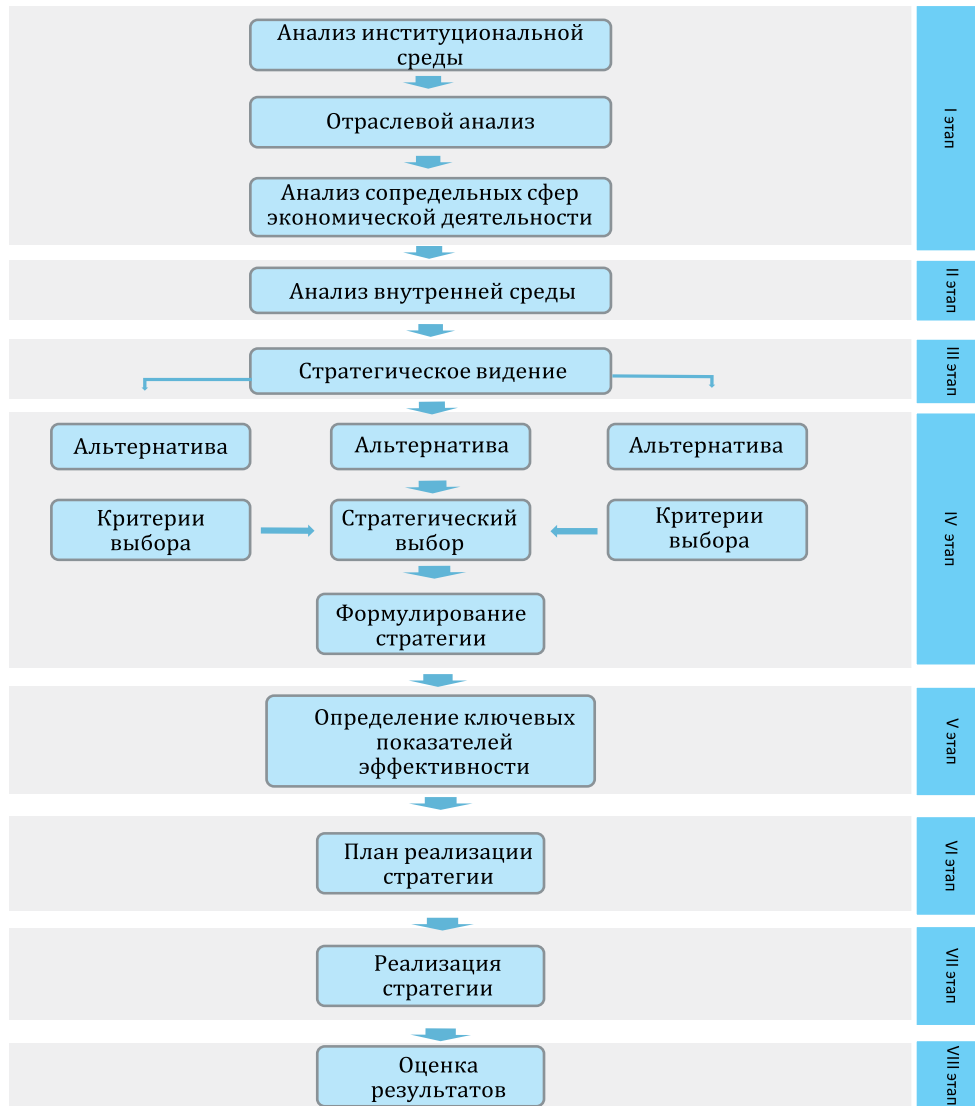 Анализ институциональной
среды
Отраслевой анализ
Анализ сопредельных сфер
экономической деятельности
I этап
Анализ внутренней среды
II этап
Стратегическое видение
III этап
Альтернатива
Альтернатива
Альтернатива
Критерии
выбора
Стратегический
выбор
Критерии
выбора
Формулирование
стратегии
IV этап
Определение ключевых
показателей
эффективности
V этап
План реализации
стратегии
VI этап
Реализация
стратегии
VII этап
Оценка
результатов
VIII этап